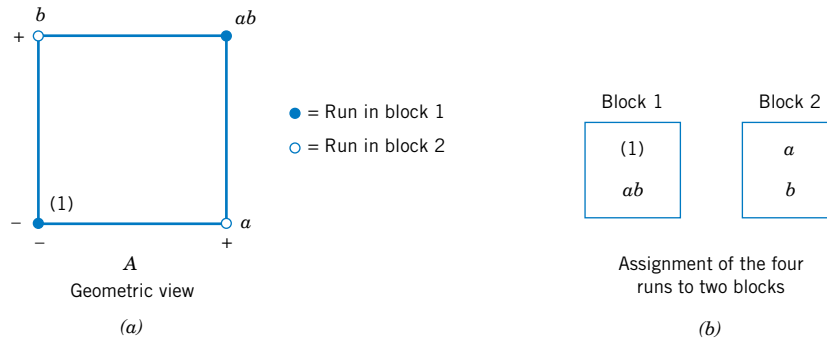 b
ab
+
= Run in block 1
= Run in block 2
(1)
a
−
− +
A
Geometric view
(a)
Block 1 Block 2
(1) a
ab b
Assignment of the four
runs to two blocks
(b)